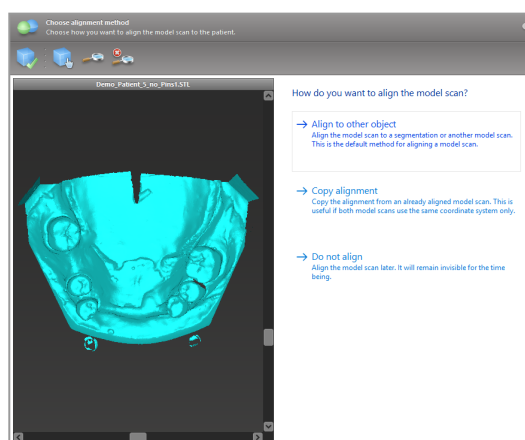 Choose alignment method
Choose how you want to align the model scan to the patient.
Demo_Patient_5_no_Pins1.STL
How do you want to align the model scan?
Align to other object
Align the model scan to a segmentation or another model scan.
This is the default method for aligning a model scan.
Copy alignment
Copy the alignment from an already aligned model scan. This is
useful if both model scans use the same coordinate system only.
Do not align
Align the model scan later. It will remain invisible for the time
being.